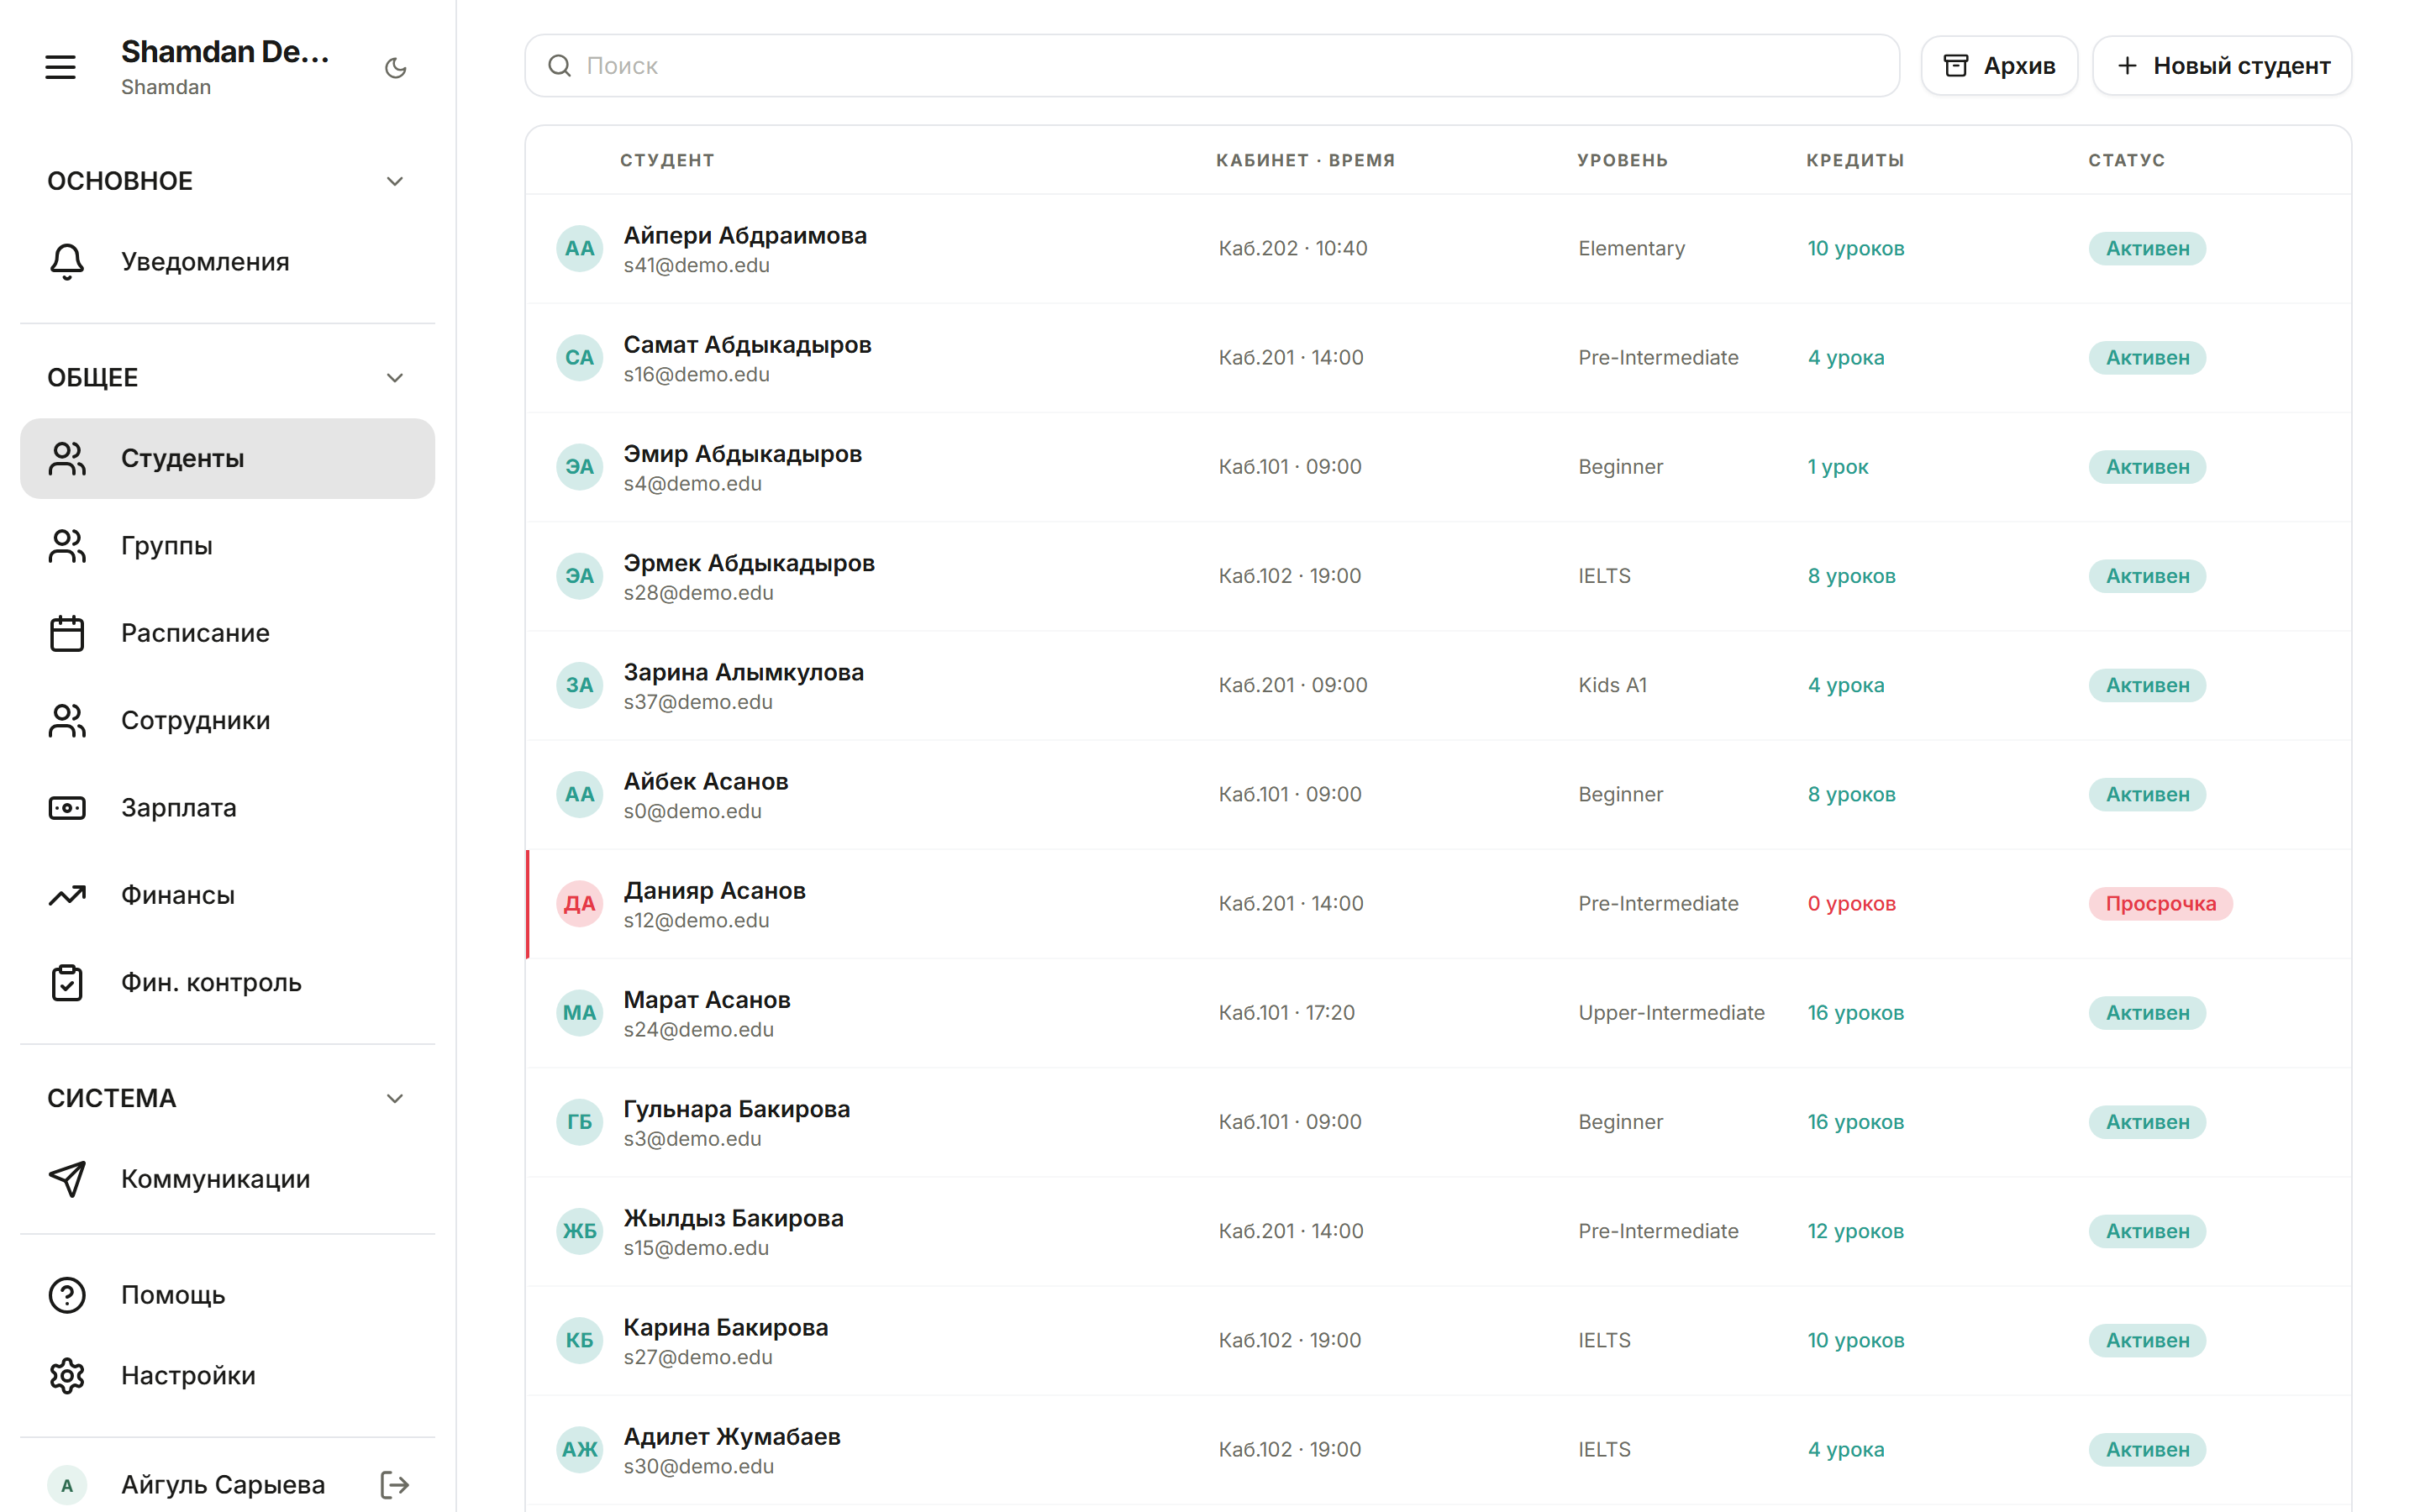 Shamdan De...
Shamdan
ОСНОВНОЕ
Уведомления
ОБЩЕЕ
Студенты
Группы
Расписание
Сотрудники
Зарплата
Финансы
Фин. контроль
СИСТЕМА
Коммуникации
Помощь
Настройки
А Айгуль Сарыева
Поиск
Архив
Новый студент
СТУДЕНТ КАБИНЕТ · ВРЕМЯ УРОВЕНЬ КРЕДИТЫ СТАТУС
АА Айпери Абдраимова Каб.202 · 10:40 Elementary 10 уроков Активен
s41@demo.edu
СА Самат Абдыкадыров Каб.201 · 14:00 Pre-Intermediate 4 урока Активен
s16@demo.edu
ЭА Эмир Абдыкадыров Каб.101 · 09:00 Beginner 1 урок Активен
s4@demo.edu
ЭА Эрмек Абдыкадыров Каб.102 · 19:00 IELTS 8 уроков Активен
s28@demo.edu
ЗА Зарина Алымкулова Каб.201 · 09:00 Kids A1 4 урока Активен
s37@demo.edu
АА Айбек Асанов Каб.101 · 09:00 Beginner 8 уроков Активен
s0@demo.edu
ДА Данияр Асанов Каб.201 · 14:00 Pre-Intermediate 0 уроков Просрочка
s12@demo.edu
МА Марат Асанов Каб.101 · 17:20 Upper-Intermediate 16 уроков Активен
s24@demo.edu
ГБ Гульнара Бакирова Каб.101 · 09:00 Beginner 16 уроков Активен
s3@demo.edu
ЖБ Жылдыз Бакирова Каб.201 · 14:00 Pre-Intermediate 12 уроков Активен
s15@demo.edu
КБ Карина Бакирова Каб.102 · 19:00 IELTS 10 уроков Активен
s27@demo.edu
АЖ Адилет Жумабаев Каб.102 · 19:00 IELTS 4 урока Активен
s30@demo.edu